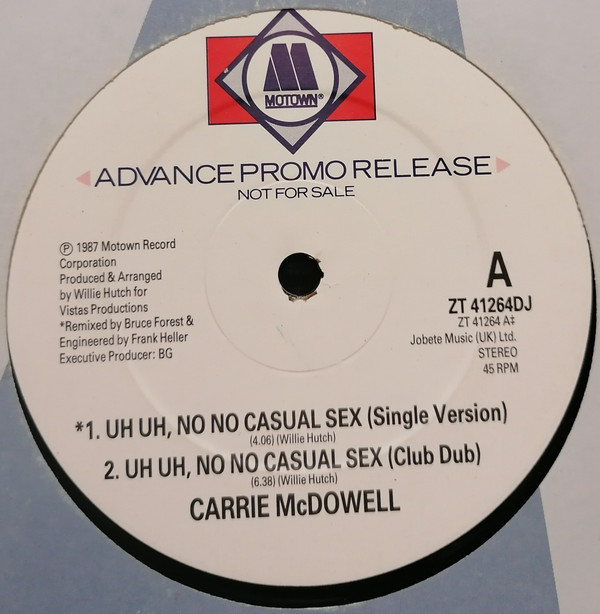 M
MOTOWN®
ADVANCE PROMO RELEASE
NOT FOR SALE
℗ 1987 Motown Record
Corporation
Produced & Arranged
by Willie Hutch for
Vistas Productions
*Remixed by Bruce Forest &
Engineered by Frank Heller
Executive Producer: BG
A
ZT 41264DJ
ZT 41264 A‡
Jobete Music (UK) Ltd.
STEREO
45 RPM
*1. UH UH, NO NO CASUAL SEX (Single Version)
(4.06) (Willie Hutch)
2. UH UH, NO NO CASUAL SEX (Club Dub)
(6.38) (Willie Hutch)
CARRIE McDOWELL